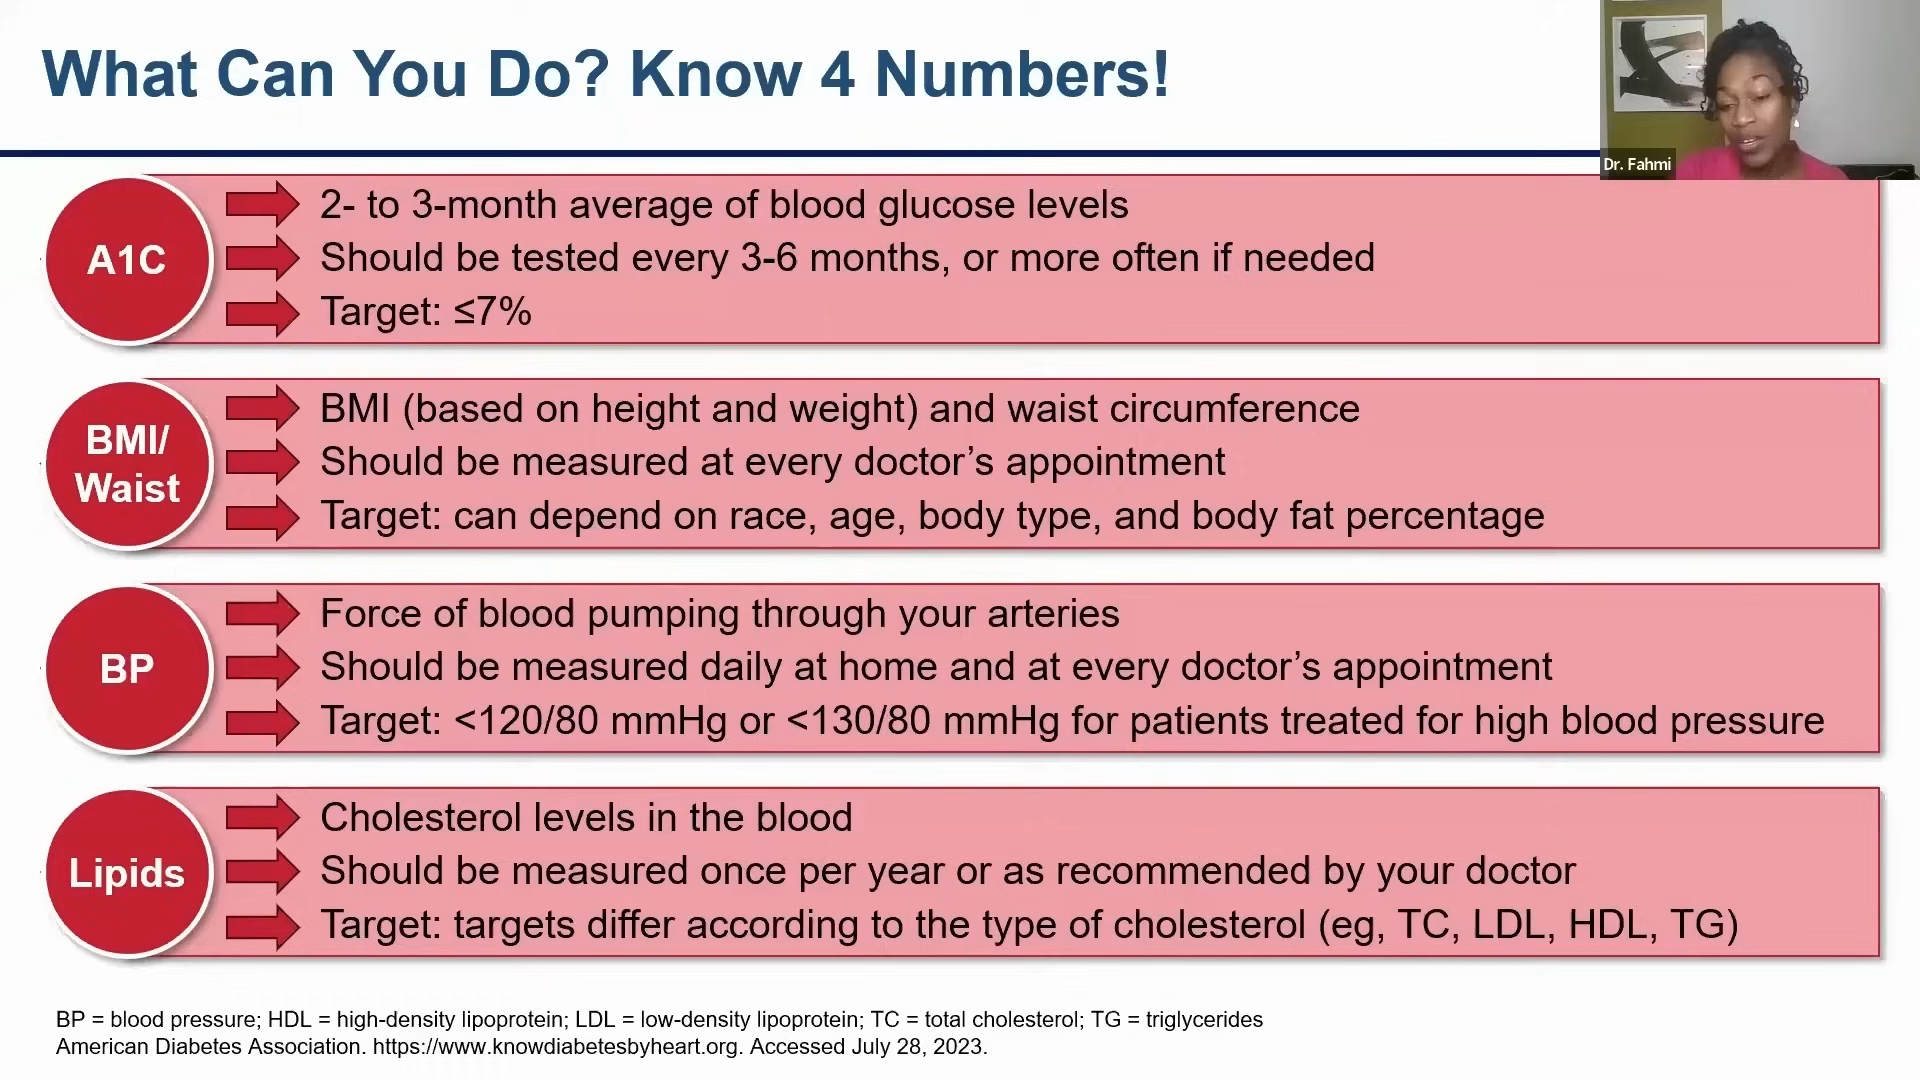 What Can You Do? Know 4 Numbers!
Dr. Fahmi
A1C
2- to 3-month average of blood glucose levels
Should be tested every 3-6 months, or more often if needed
Target: ≤7%
BMI/
Waist
BMI (based on height and weight) and waist circumference
Should be measured at every doctor’s appointment
Target: can depend on race, age, body type, and body fat percentage
BP
Force of blood pumping through your arteries
Should be measured daily at home and at every doctor’s appointment
Target: <120/80 mmHg or <130/80 mmHg for patients treated for high blood pressure
Lipids
Cholesterol levels in the blood
Should be measured once per year or as recommended by your doctor
Target: targets differ according to the type of cholesterol (eg, TC, LDL, HDL, TG)
BP = blood pressure; HDL = high-density lipoprotein; LDL = low-density lipoprotein; TC = total cholesterol; TG = triglycerides
American Diabetes Association. https://www.knowdiabetesbyheart.org. Accessed July 28, 2023.